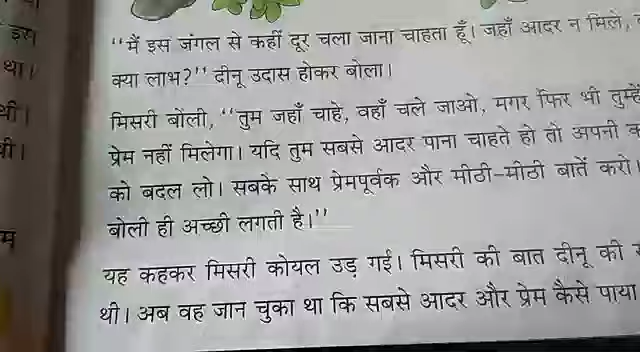 इस
था।
थी।
थी।
"मैं इस जंगल से कहीं दूर चला जाना चाहता हूँ। जहाँ आदर न मिले,
क्या लाभ?" दीनू उदास होकर बोला।
मिसरी बोली, "तुम जहाँ चाहे, वहाँ चले जाओ, मगर फिर भी तुम्हें
प्रेम नहीं मिलेगा। यदि तुम सबसे आदर पाना चाहते हो तो अपनी
को बदल लो। सबके साथ प्रेमपूर्वक और मीठी-मीठी बातें करो।
बोली ही अच्छी लगती है।"
यह कहकर मिसरी कोयल उड़ गई। मिसरी की बात दीनू की
थी। अब वह जान चुका था कि सबसे आदर और प्रेम कैसे पाया